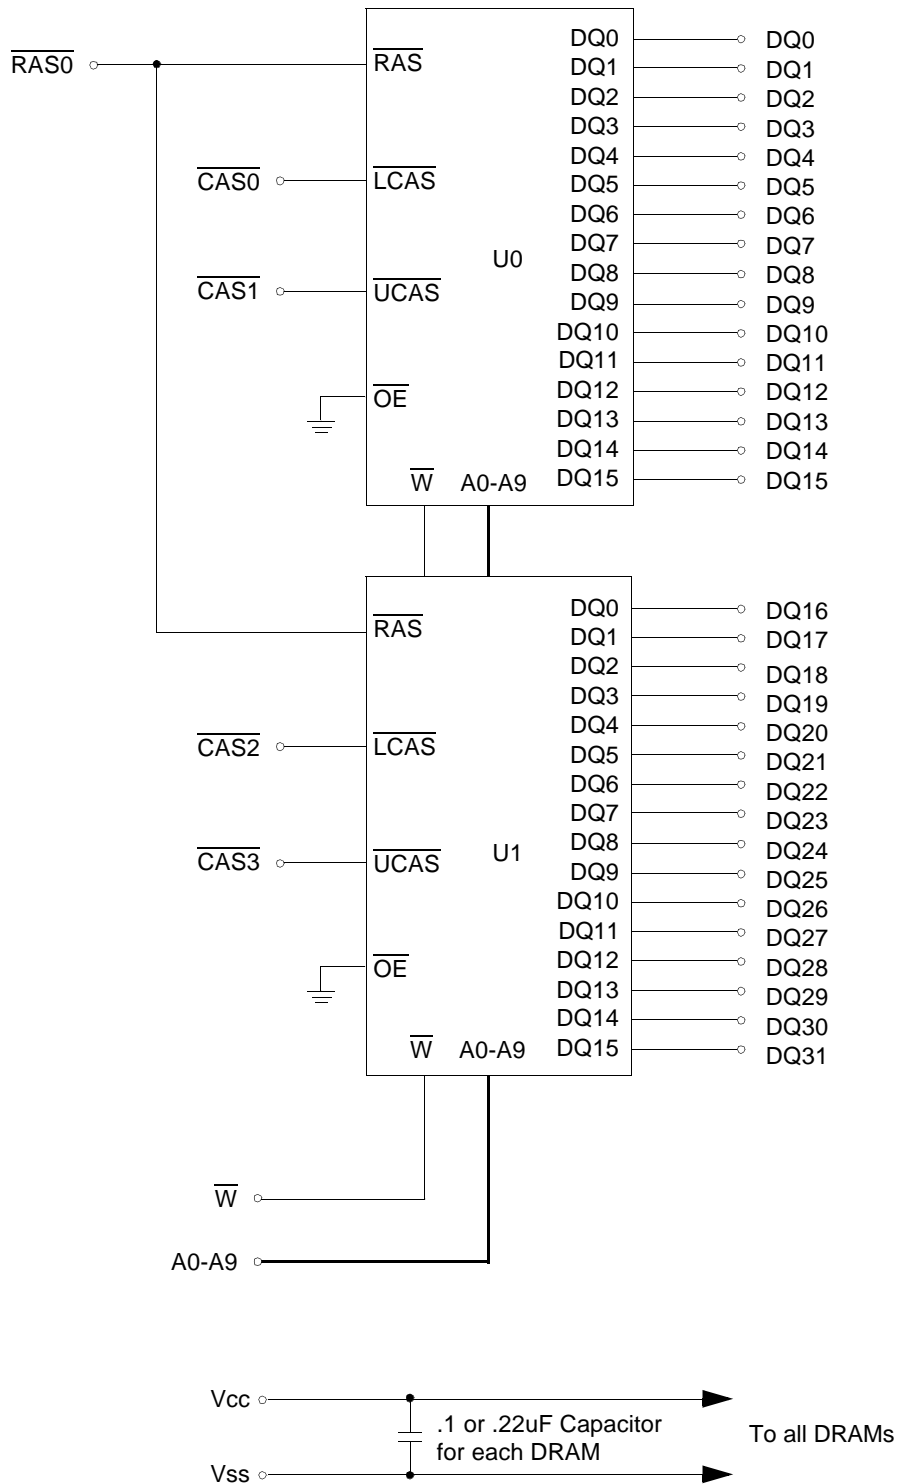 DQ0 DQ0
RAS0 RAS DQ1 DQ1
DQ2 DQ2
DQ3 DQ3
DQ4 DQ4
CAS0 LCAS DQ5 DQ5
DQ6 DQ6
DQ7 DQ7
U0
DQ8 DQ8
CAS1 UCAS DQ9 DQ9
DQ10 DQ10
DQ11 DQ11
OE DQ12 DQ12
DQ13 DQ13
DQ14 DQ14
W A0-A9 DQ15 DQ15
DQ0 DQ16
RAS DQ1 DQ17
DQ2 DQ18
DQ3 DQ19
DQ4 DQ20
CAS2 LCAS DQ5 DQ21
DQ6 DQ22
DQ7 DQ23
DQ8 DQ24
CAS3 UCAS U1 DQ9 DQ25
DQ10 DQ26
DQ11 DQ27
OE DQ12 DQ28
DQ13 DQ29
DQ14 DQ30
W A0-A9 DQ15 DQ31
W
A0-A9
Vcc
.1 or .22uF Capacitor
for each DRAM
To all DRAMs
Vss